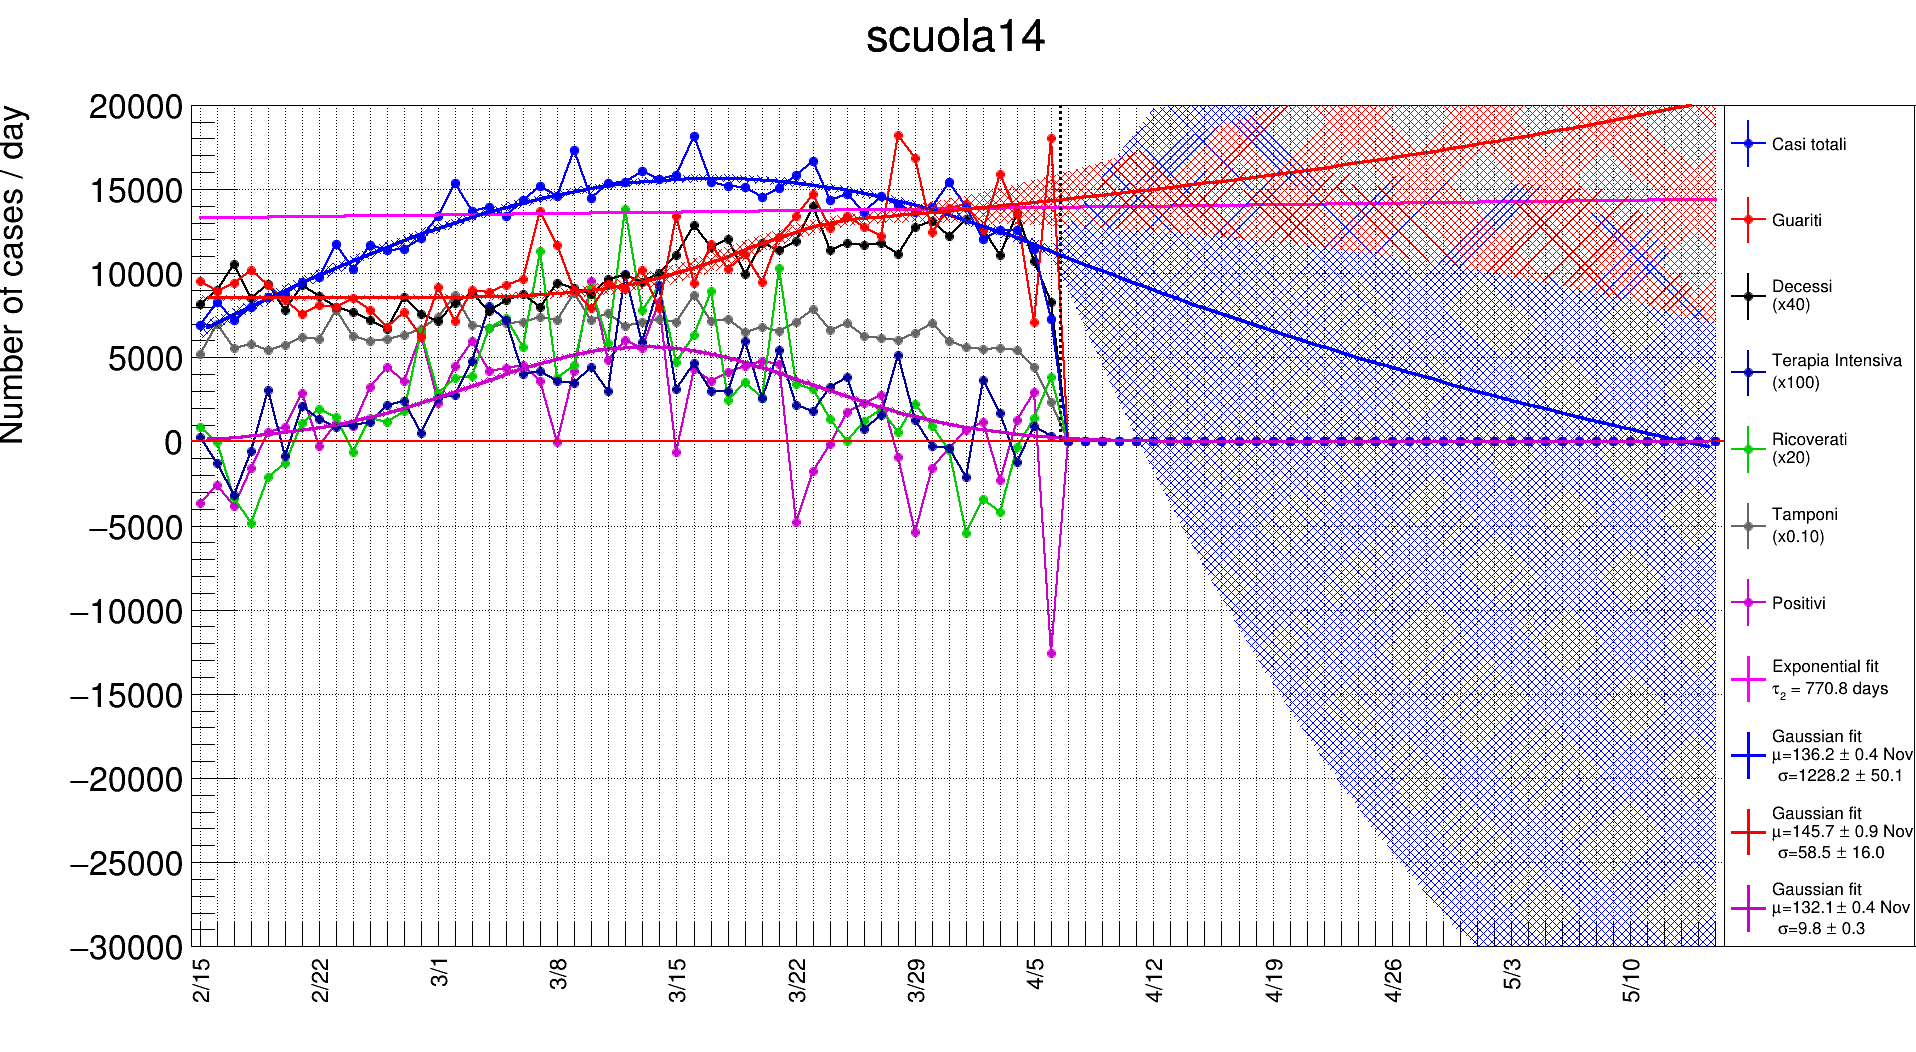 scuola14
Number of cases / day
20000
15000
10000
5000
0
−5000
−10000
−15000
−20000
−25000
−30000
2/15
2/22
3/1
3/8
3/15
3/22
3/29
4/5
4/12
4/19
4/26
5/3
5/10
Casi totali
Guariti
Decessi
(x40)
Terapia Intensiva
(x100)
Ricoverati
(x20)
Tamponi
(x0.10)
Positivi
Exponential fit
τ2 = 770.8 days
Gaussian fit
μ=136.2 ± 0.4 Nov
σ=1228.2 ± 50.1
Gaussian fit
μ=145.7 ± 0.9 Nov
σ=58.5 ± 16.0
Gaussian fit
μ=132.1 ± 0.4 Nov
σ=9.8 ± 0.3